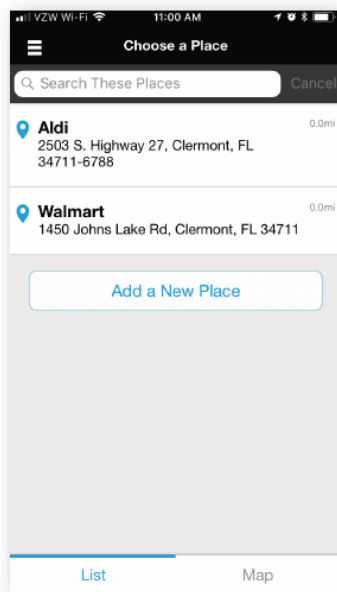 VZW Wi-Fi 11:00 AM
Choose a Place
Search These Places Cancel
Aldi 0.0mi
2503 S. Highway 27, Clermont, FL
34711-6788
Walmart 0.0mi
1450 Johns Lake Rd, Clermont, FL 34711
Add a New Place
List Map